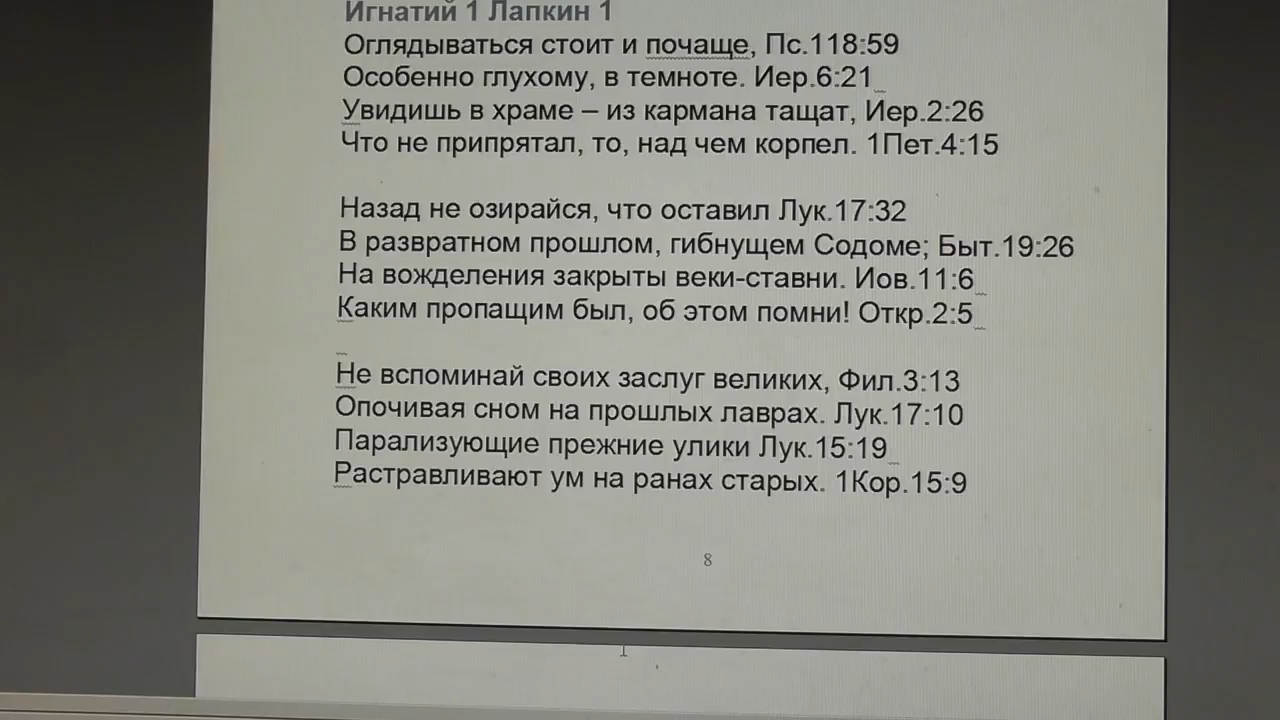 Игнатий 1 Лапкин 1
Оглядываться стоит и почаще, Пс.118:59
Особенно глухому, в темноте. Иер.6:21
Увидишь в храме – из кармана тащат, Иер.2:26
Что не припрятал, то, над чем корпел. 1Пет.4:15
Назад не озирайся, что оставил Лук.17:32
В развратном прошлом, гибнущем Содоме; Быт.19:26
На вожделения закрыты веки-ставни. Иов.11:6
Каким пропащим был, об этом помни! Откр.2:5
Не вспоминай своих заслуг великих, Фил.3:13
Опочивая сном на прошлых лаврах. Лук.17:10
Парализующие прежние улики Лук.15:19
Растравливают ум на ранах старых. 1Кор.15:9
8